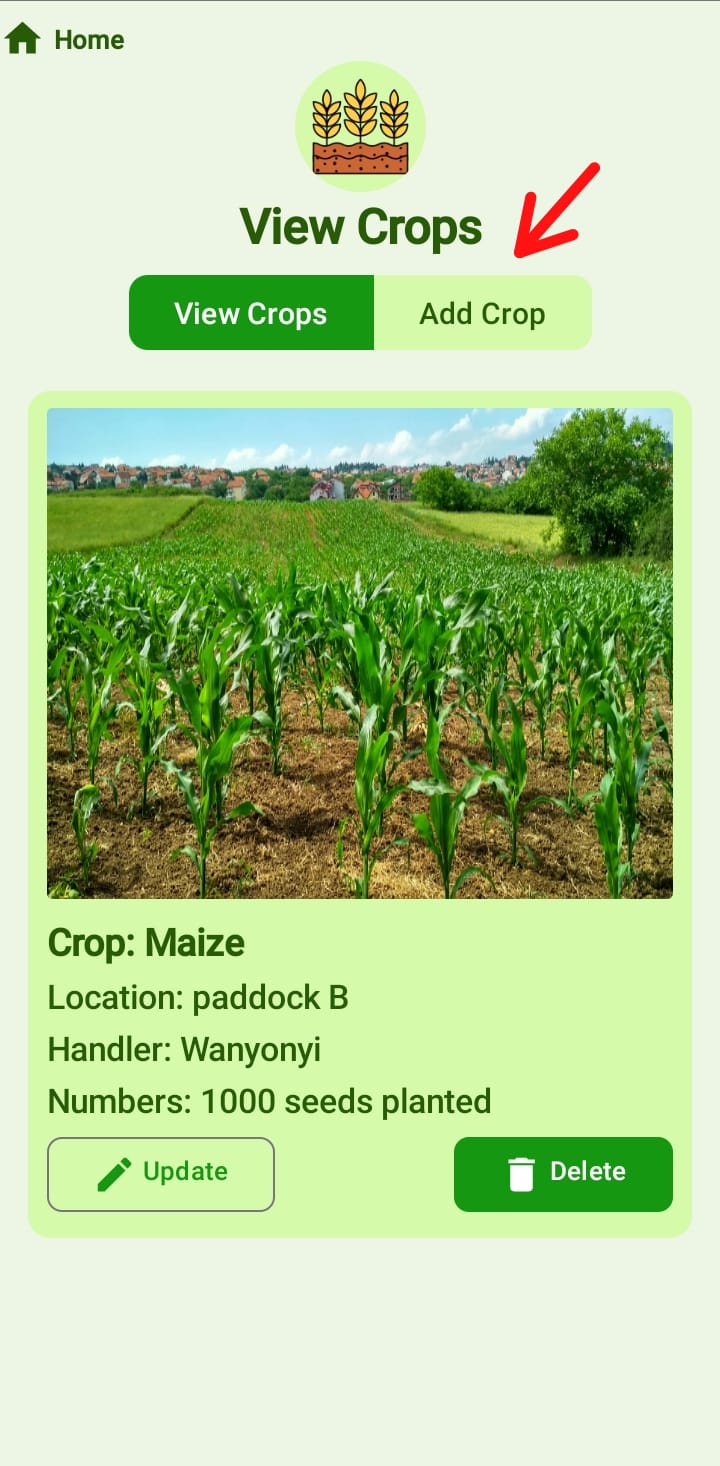 Home
View Crops
View Crops
Add Crop
Crop: Maize
Location: paddock B
Handler: Wanyonyi
Numbers: 1000 seeds planted
Update
Delete